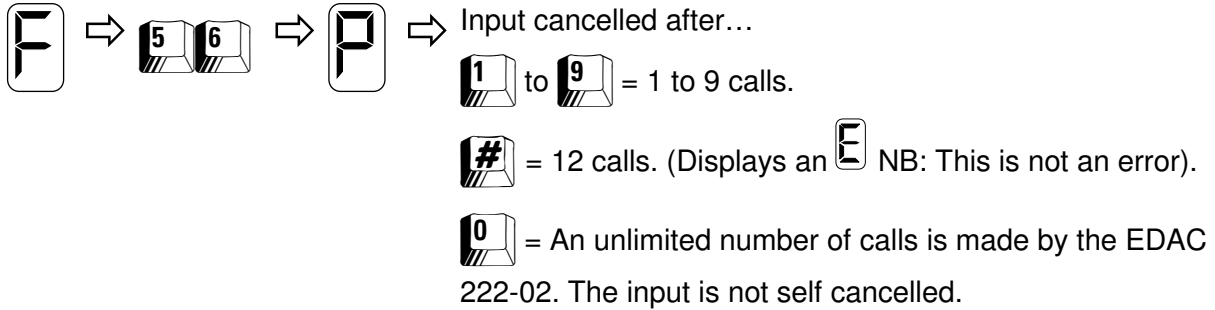 F ⇨ 5 6 ⇨ P ⇨ Input cancelled after…
1 to 9 = 1 to 9 calls.
# = 12 calls. (Displays an E NB: This is not an error).
0 = An unlimited number of calls is made by the EDAC
222-02. The input is not self cancelled.